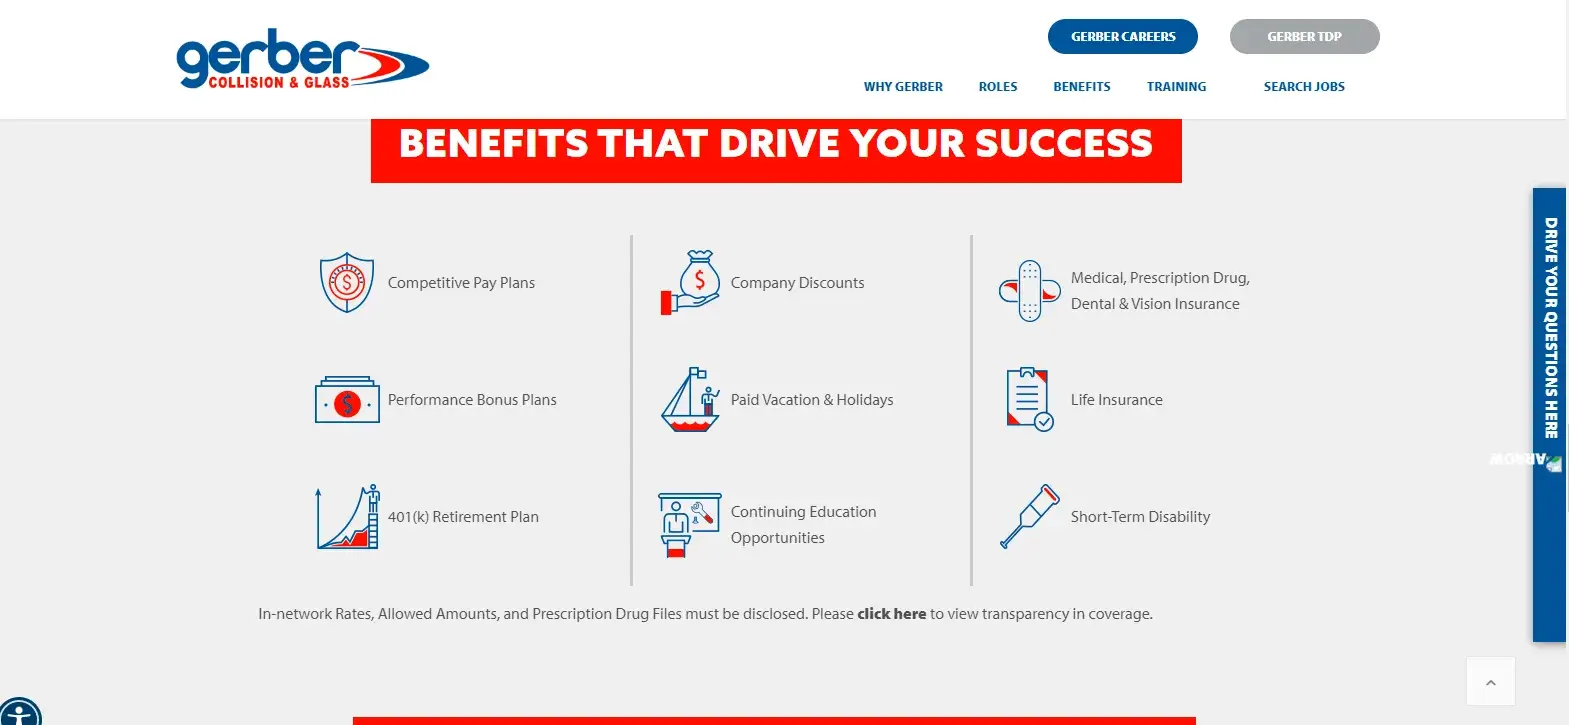 gerber
COLLISION & GLASS
GERBER CAREERS
GERBER TDP
WHY GERBER
ROLES
BENEFITS
TRAINING
SEARCH JOBS
BENEFITS THAT DRIVE YOUR SUCCESS
Competitive Pay Plans
Company Discounts
Medical, Prescription Drug,
Dental & Vision Insurance
Performance Bonus Plans
Paid Vacation & Holidays
Life Insurance
401(k) Retirement Plan
Continuing Education
Opportunities
Short-Term Disability
In-network Rates, Allowed Amounts, and Prescription Drug Files must be disclosed. Please click here to view transparency in coverage.
DRIVE YOUR QUESTIONS HERE
ARROW